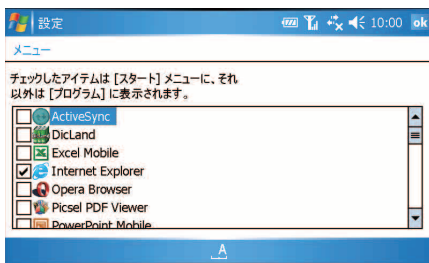 設定 10:00 ok
メニュー
チェックしたアイテムは [スタート] メニューに、それ
以外は [プログラム] に表示されます。
ActiveSync
DicLand
Excel Mobile
Internet Explorer
Opera Browser
Picsel PDF Viewer
PowerPoint Mobile
A